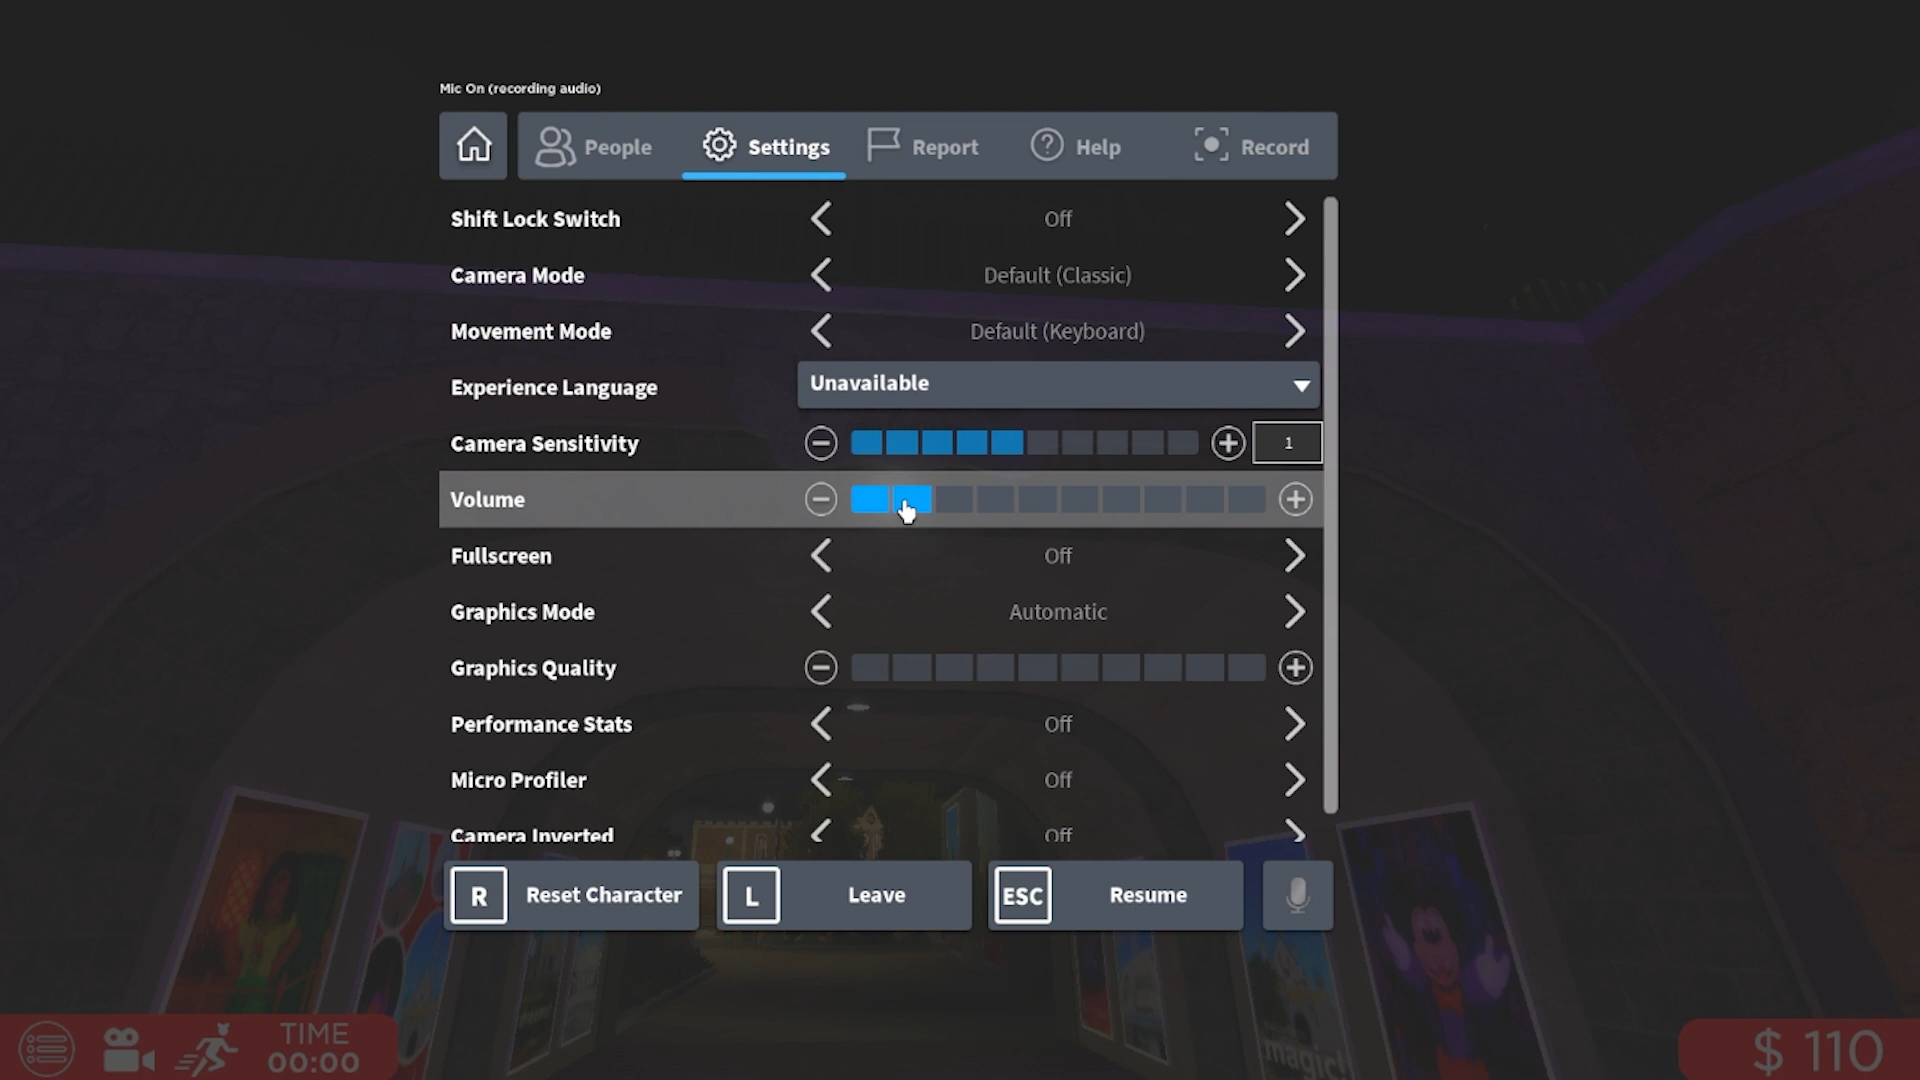 Mic On (recording audio)
People Settings Report Help Record
Shift Lock Switch Off
Camera Mode Default (Classic)
Movement Mode Default (Keyboard)
Experience Language Unavailable
Camera Sensitivity 1
Volume
Fullscreen Off
Graphics Mode Automatic
Graphics Quality
Performance Stats Off
Micro Profiler Off
Camera Inverted Off
R Reset Character L Leave ESC Resume
magic!
TIME
00:00
$ 110